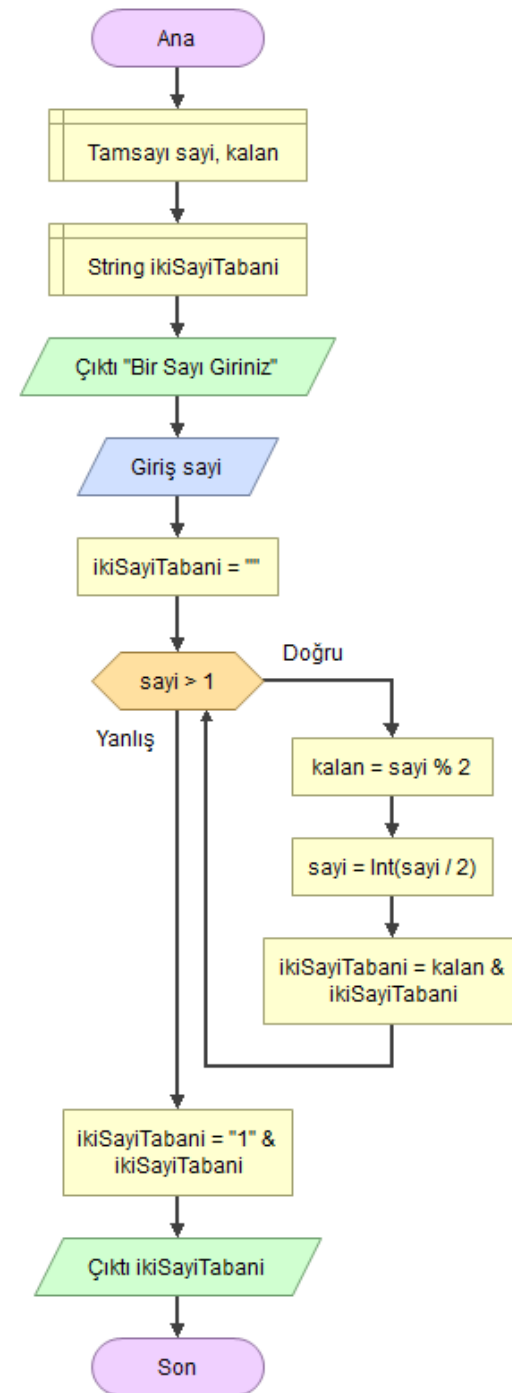 Ana
Tamsayı sayi, kalan
String ikiSayiTabani
Çıktı "Bir Sayı Giriniz"
Giriş sayi
ikiSayiTabani = ""
sayi > 1
Doğru
Yanlış
kalan = sayi % 2
sayi = Int(sayi / 2)
ikiSayiTabani = kalan &
ikiSayiTabani
ikiSayiTabani = "1" &
ikiSayiTabani
Çıktı ikiSayiTabani
Son